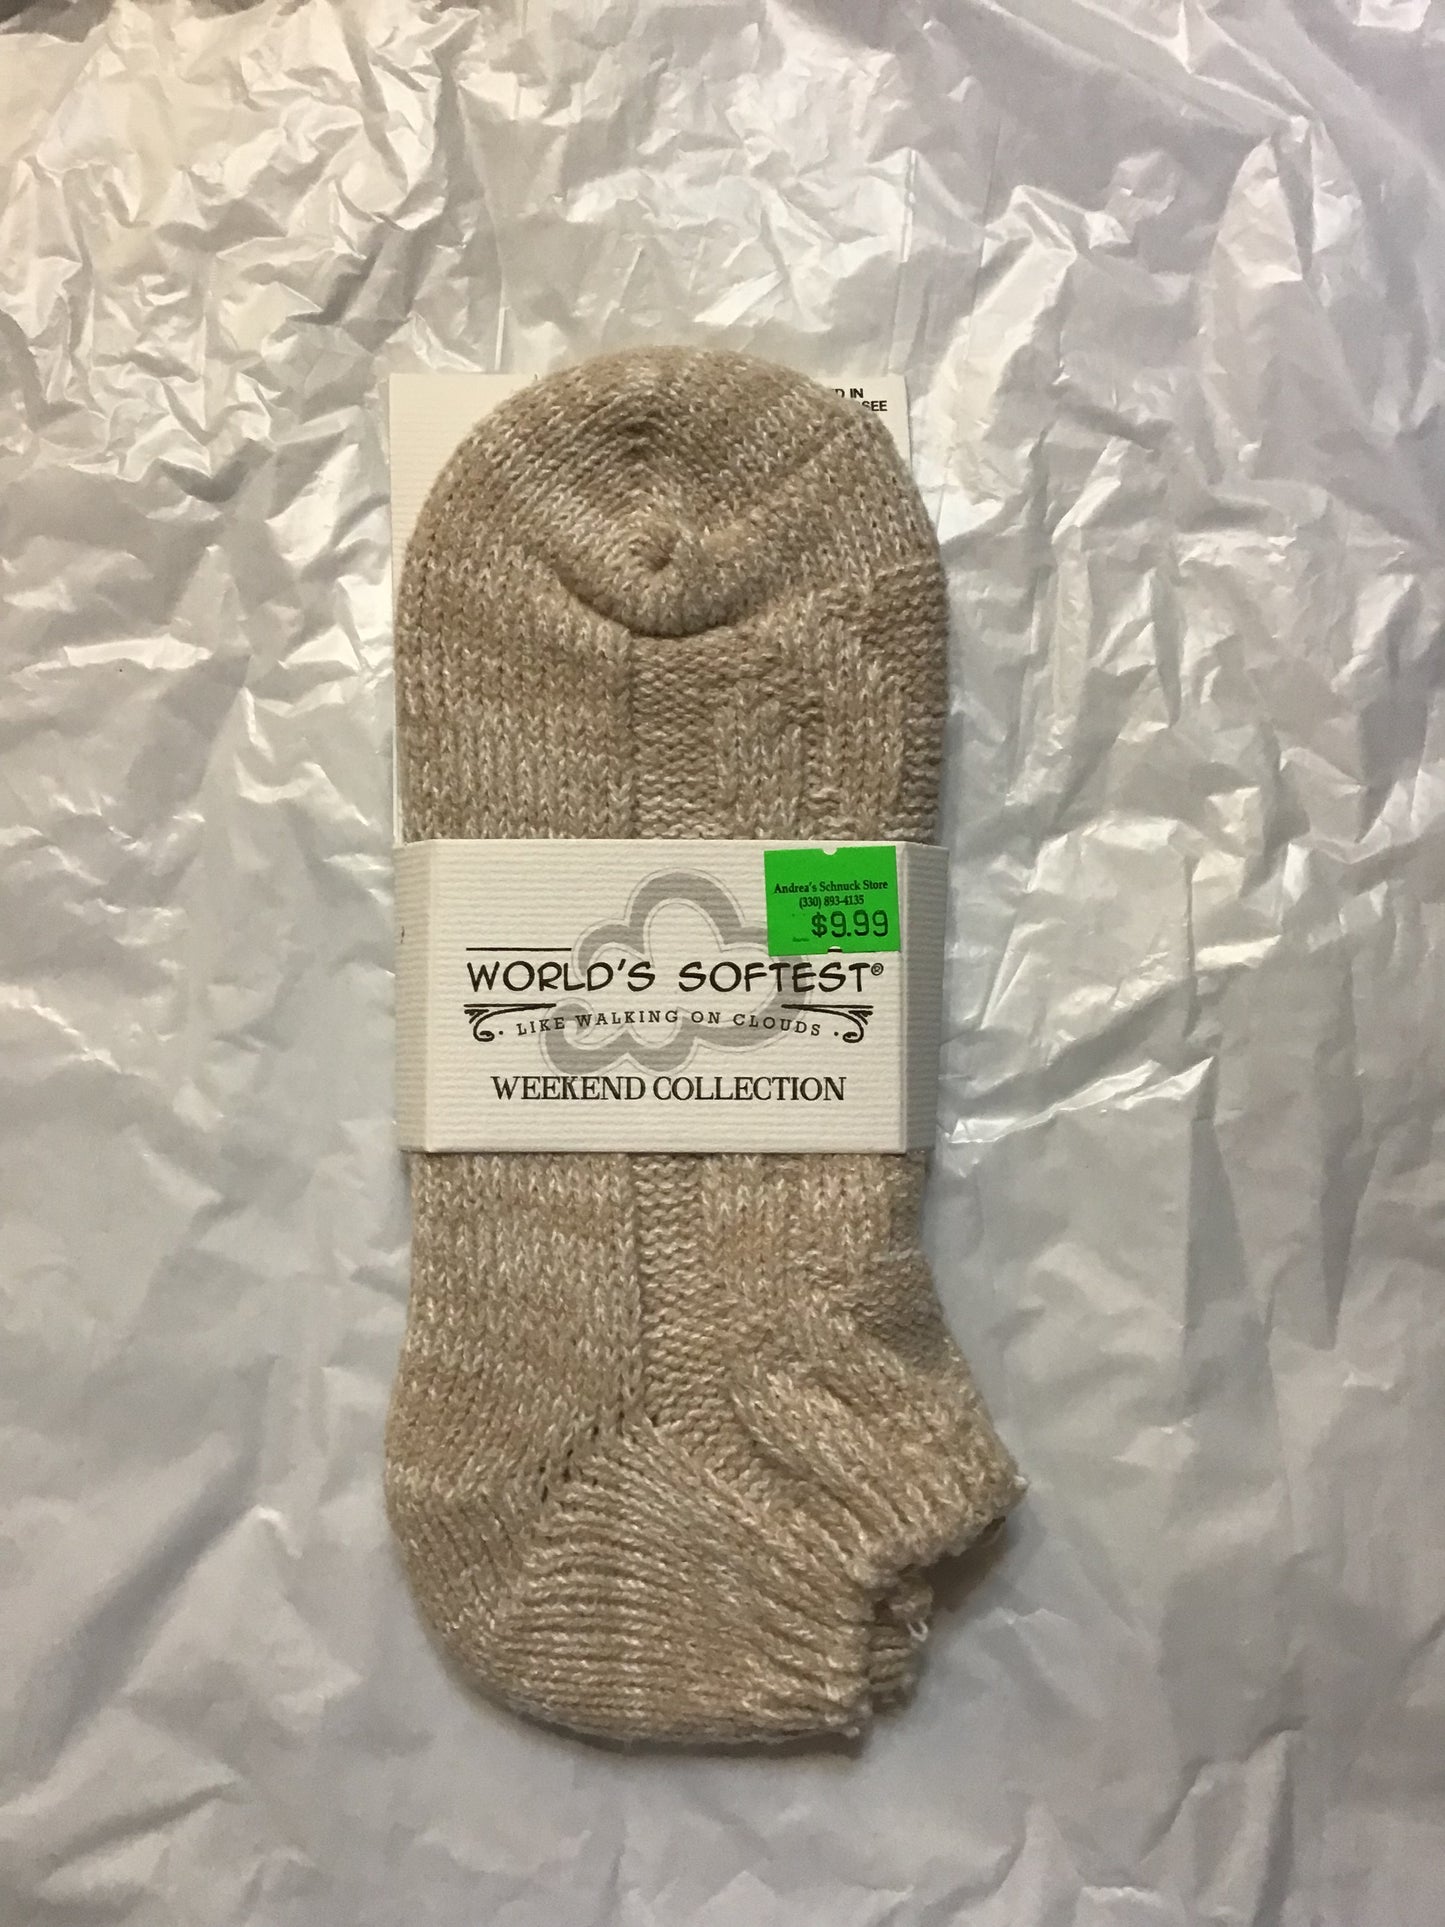 D IN
SEE
Andrea's Schnuck Store
(330) 893-4135
$9.99
WORLD'S SOFTEST®
· LIKE WALKING ON CLOUDS ·
WEEKEND COLLECTION